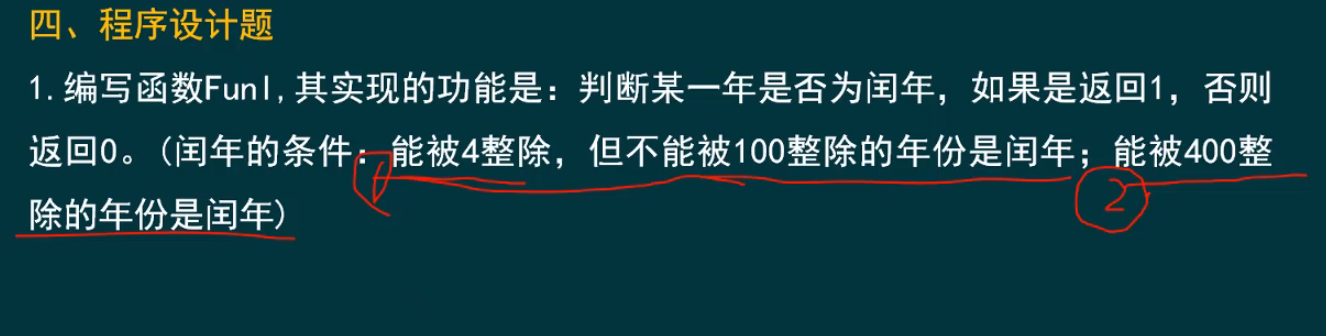 四、程序设计题
1.编写函数Funl,其实现的功能是：判断某一年是否为闰年，如果是返回1，否则
返回0。(闰年的条件：能被4整除，但不能被100整除的年份是闰年；能被400整
除的年份是闰年)
1
2